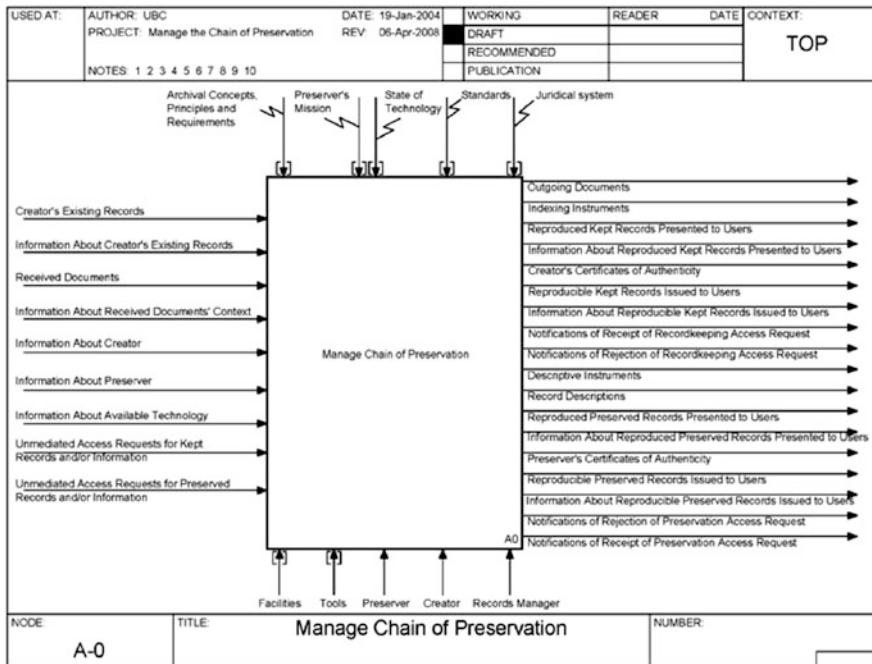 USED AT:
AUTHOR: UBC
DATE: 19-Jan-2004
WORKING
READER
DATE
CONTEXT:
PROJECT: Manage the Chain of Preservation
REV: 06-Apr-2008
DRAFT
TOP
RECOMMENDED
NOTES: 1 2 3 4 5 6 7 8 9 10
PUBLICATION
Archival Concepts,
Principles and
Requirements
Preserver's
Mission
State of
Technology
Standards
Juridical system
Creator's Existing Records
Information About Creator's Existing Records
Received Documents
Information About Received Documents' Context
Information About Creator
Information About Preserver
Information About Available Technology
Unmediated Access Requests for Kept
Records and/or Information
Unmediated Access Requests for Preserved
Records and/or Information
Manage Chain of Preservation
A0
Outgoing Documents
Indexing Instruments
Reproduced Kept Records Presented to Users
Information About Reproduced Kept Records Presented to Users
Creator's Certificates of Authenticity
Reproducible Kept Records Issued to Users
Information About Reproducible Kept Records Issued to Users
Notifications of Receipt of Recordkeeping Access Request
Notifications of Rejection of Recordkeeping Access Request
Descriptive Instruments
Record Descriptions
Reproduced Preserved Records Presented to Users
Information About Reproduced Preserved Records Presented to Users
Preserver's Certificates of Authenticity
Reproducible Preserved Records Issued to Users
Information About Reproducible Preserved Records Issued to Users
Notifications of Rejection of Preservation Access Request
Notifications of Receipt of Preservation Access Request
Facilities
Tools
Preserver
Creator
Records Manager
NODE:
TITLE:
Manage Chain of Preservation
NUMBER:
A-0